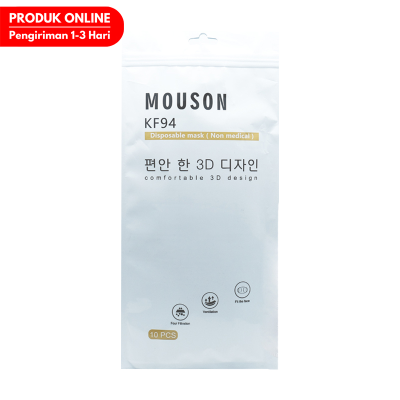 PRODUK ONLINE
Pengiriman 1-3 Hari
MOUSON
KF94
Disposable mask ( Non medical )
편안 한 3D 디자인
comfortable 3D design
Ventilation
10 PCS